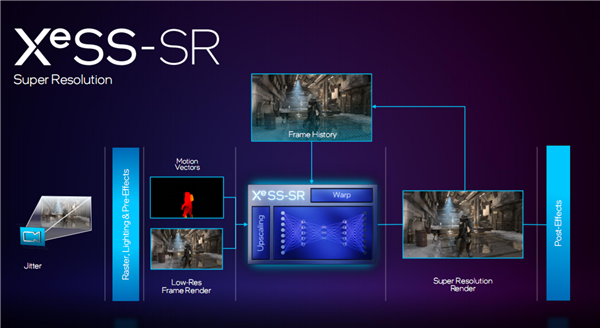 XeSS-SR
Super Resolution
Frame History
Motion
Vectors
XeSS-SR
Warp
Upscaling
Raster, Lighting & Pre-Effects
Jitter
Low-Res
Frame Render
Super Resolution
Render
Post-Effects